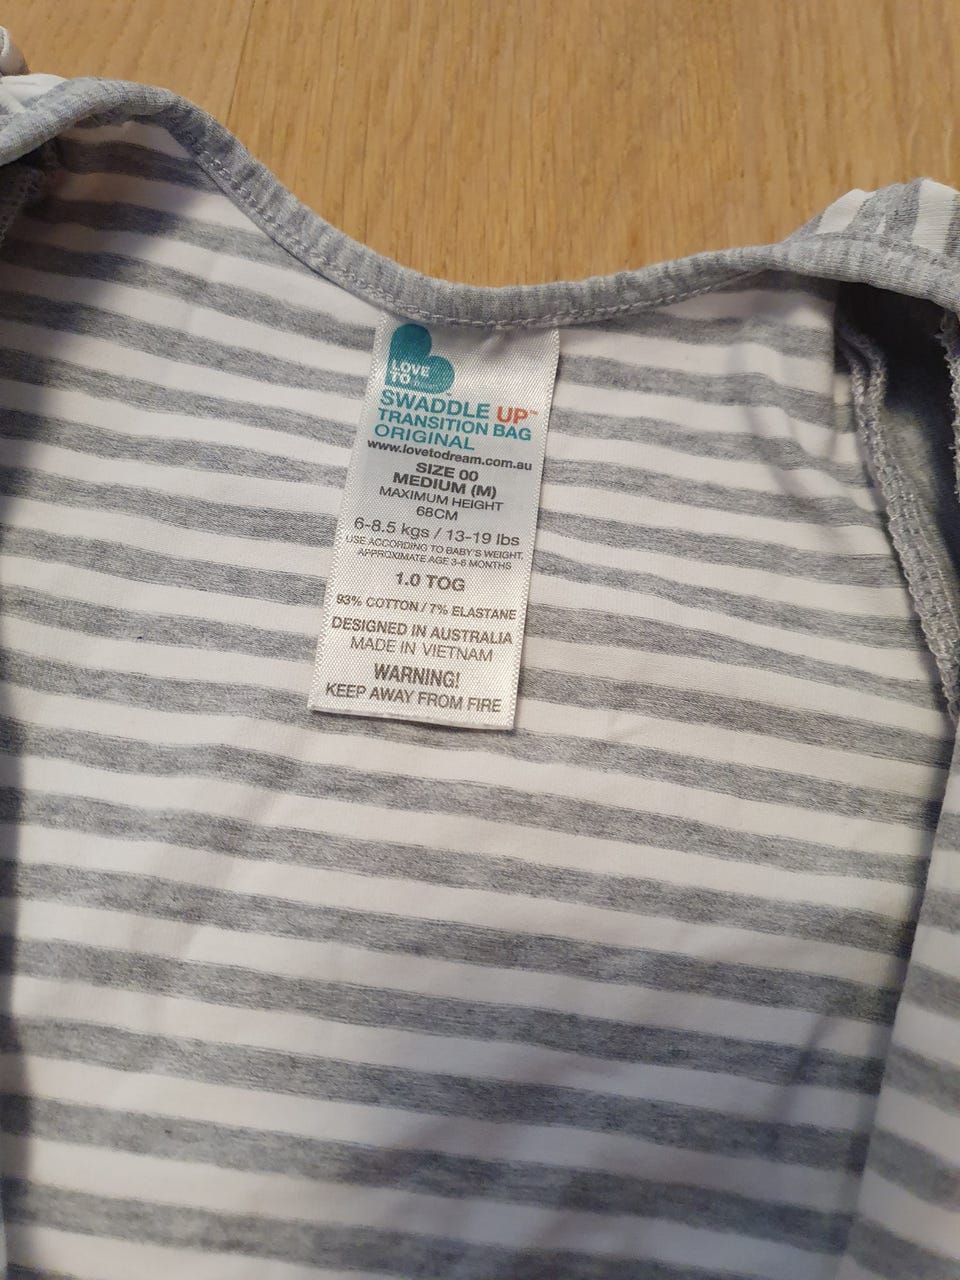 LOVE
TO
SWADDLE UP™
TRANSITION BAG
ORIGINAL
www.lovetodream.com.au
SIZE 00
MEDIUM (M)
MAXIMUM HEIGHT
68CM
6-8.5 kgs / 13-19 lbs
USE ACCORDING TO BABY'S WEIGHT,
APPROXIMATE AGE 3-6 MONTHS
1.0 TOG
93% COTTON / 7% ELASTANE
DESIGNED IN AUSTRALIA
MADE IN VIETNAM
WARNING!
KEEP AWAY FROM FIRE